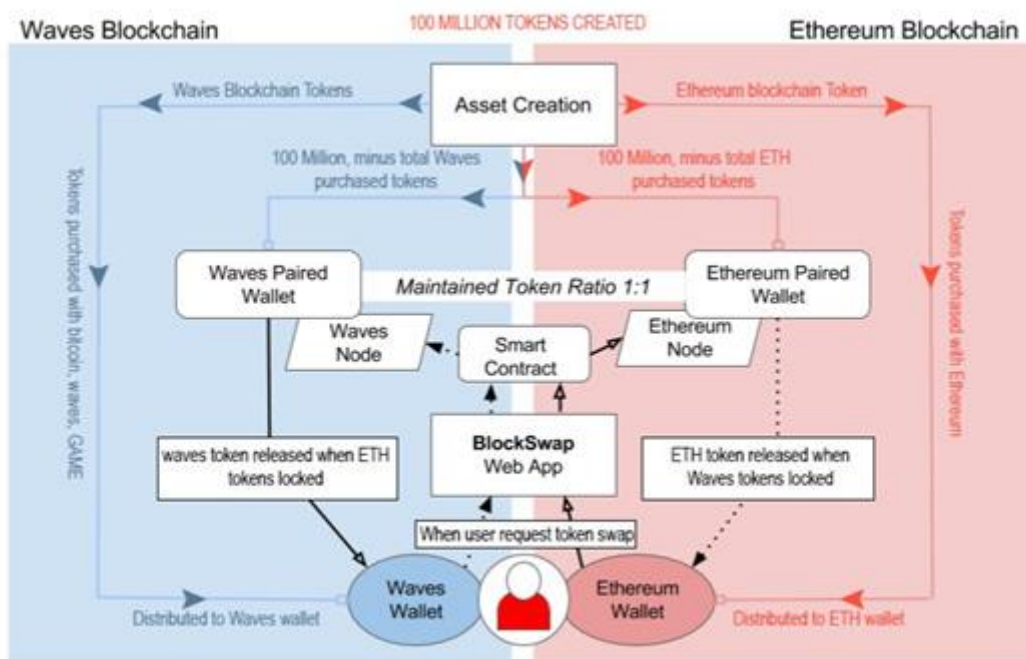 100 MILLION TOKENS CREATED
Waves Blockchain
Ethereum Blockchain
Waves Blockchain Tokens
Asset Creation
Ethereum blockchain Token
100 Million, minus total Waves
purchased tokens
100 Million, minus total ETH
purchased tokens
Tokens purchased with bitcoin, waves, GAME
Tokens purchased with Ethereum
Waves Paired
Wallet
Maintained Token Ratio 1:1
Ethereum Paired
Wallet
Waves
Node
Smart
Contract
Ethereum
Node
BlockSwap
Web App
waves token released when ETH
tokens locked
ETH token released when
Waves tokens locked
When user request token swap
Waves
Wallet
Ethereum
Wallet
Distributed to Waves wallet
Distributed to ETH wallet